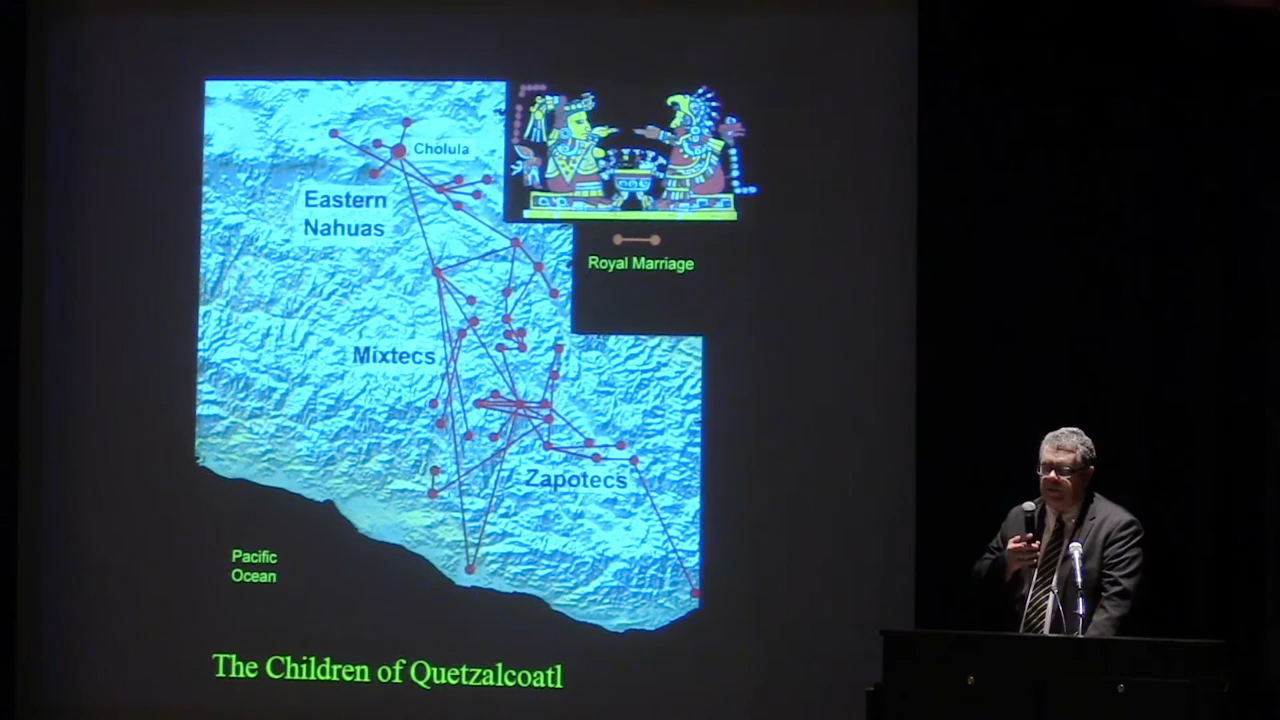 Cholula
Eastern
Nahuas
Royal Marriage
Mixtecs
Zapotecs
Pacific
Ocean
The Children of Quetzalcoatl